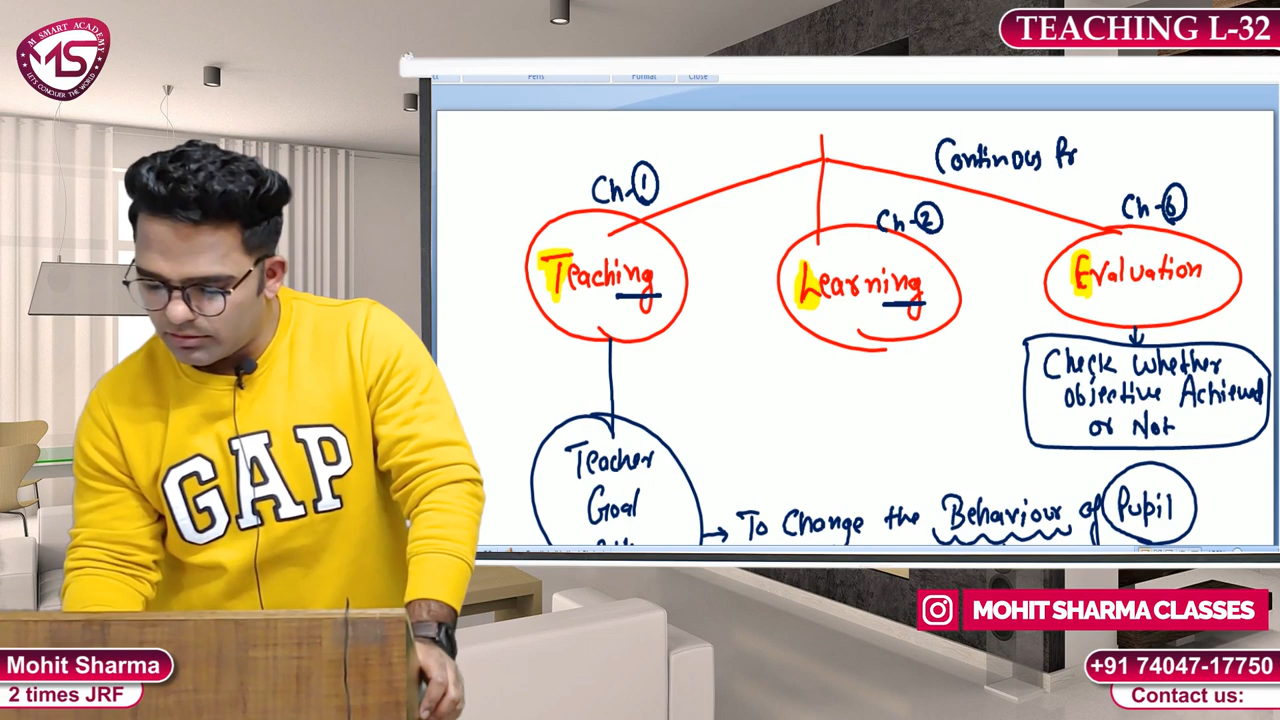 M SMART ACADEMY
MS
LET'S CONQUER THE WORLD
TEACHING L-32
Pens
Format
Close
Continous Pr
Ch-1
Ch-2
Ch-6
Teaching
Learning
Evaluation
Check Whether
objective Achieved
or Not
Teacher
Goal
To Change the Behaviour of Pupil
GAP
MOHIT SHARMA CLASSES
Mohit Sharma
2 times JRF
+91 74047-17750
Contact us: